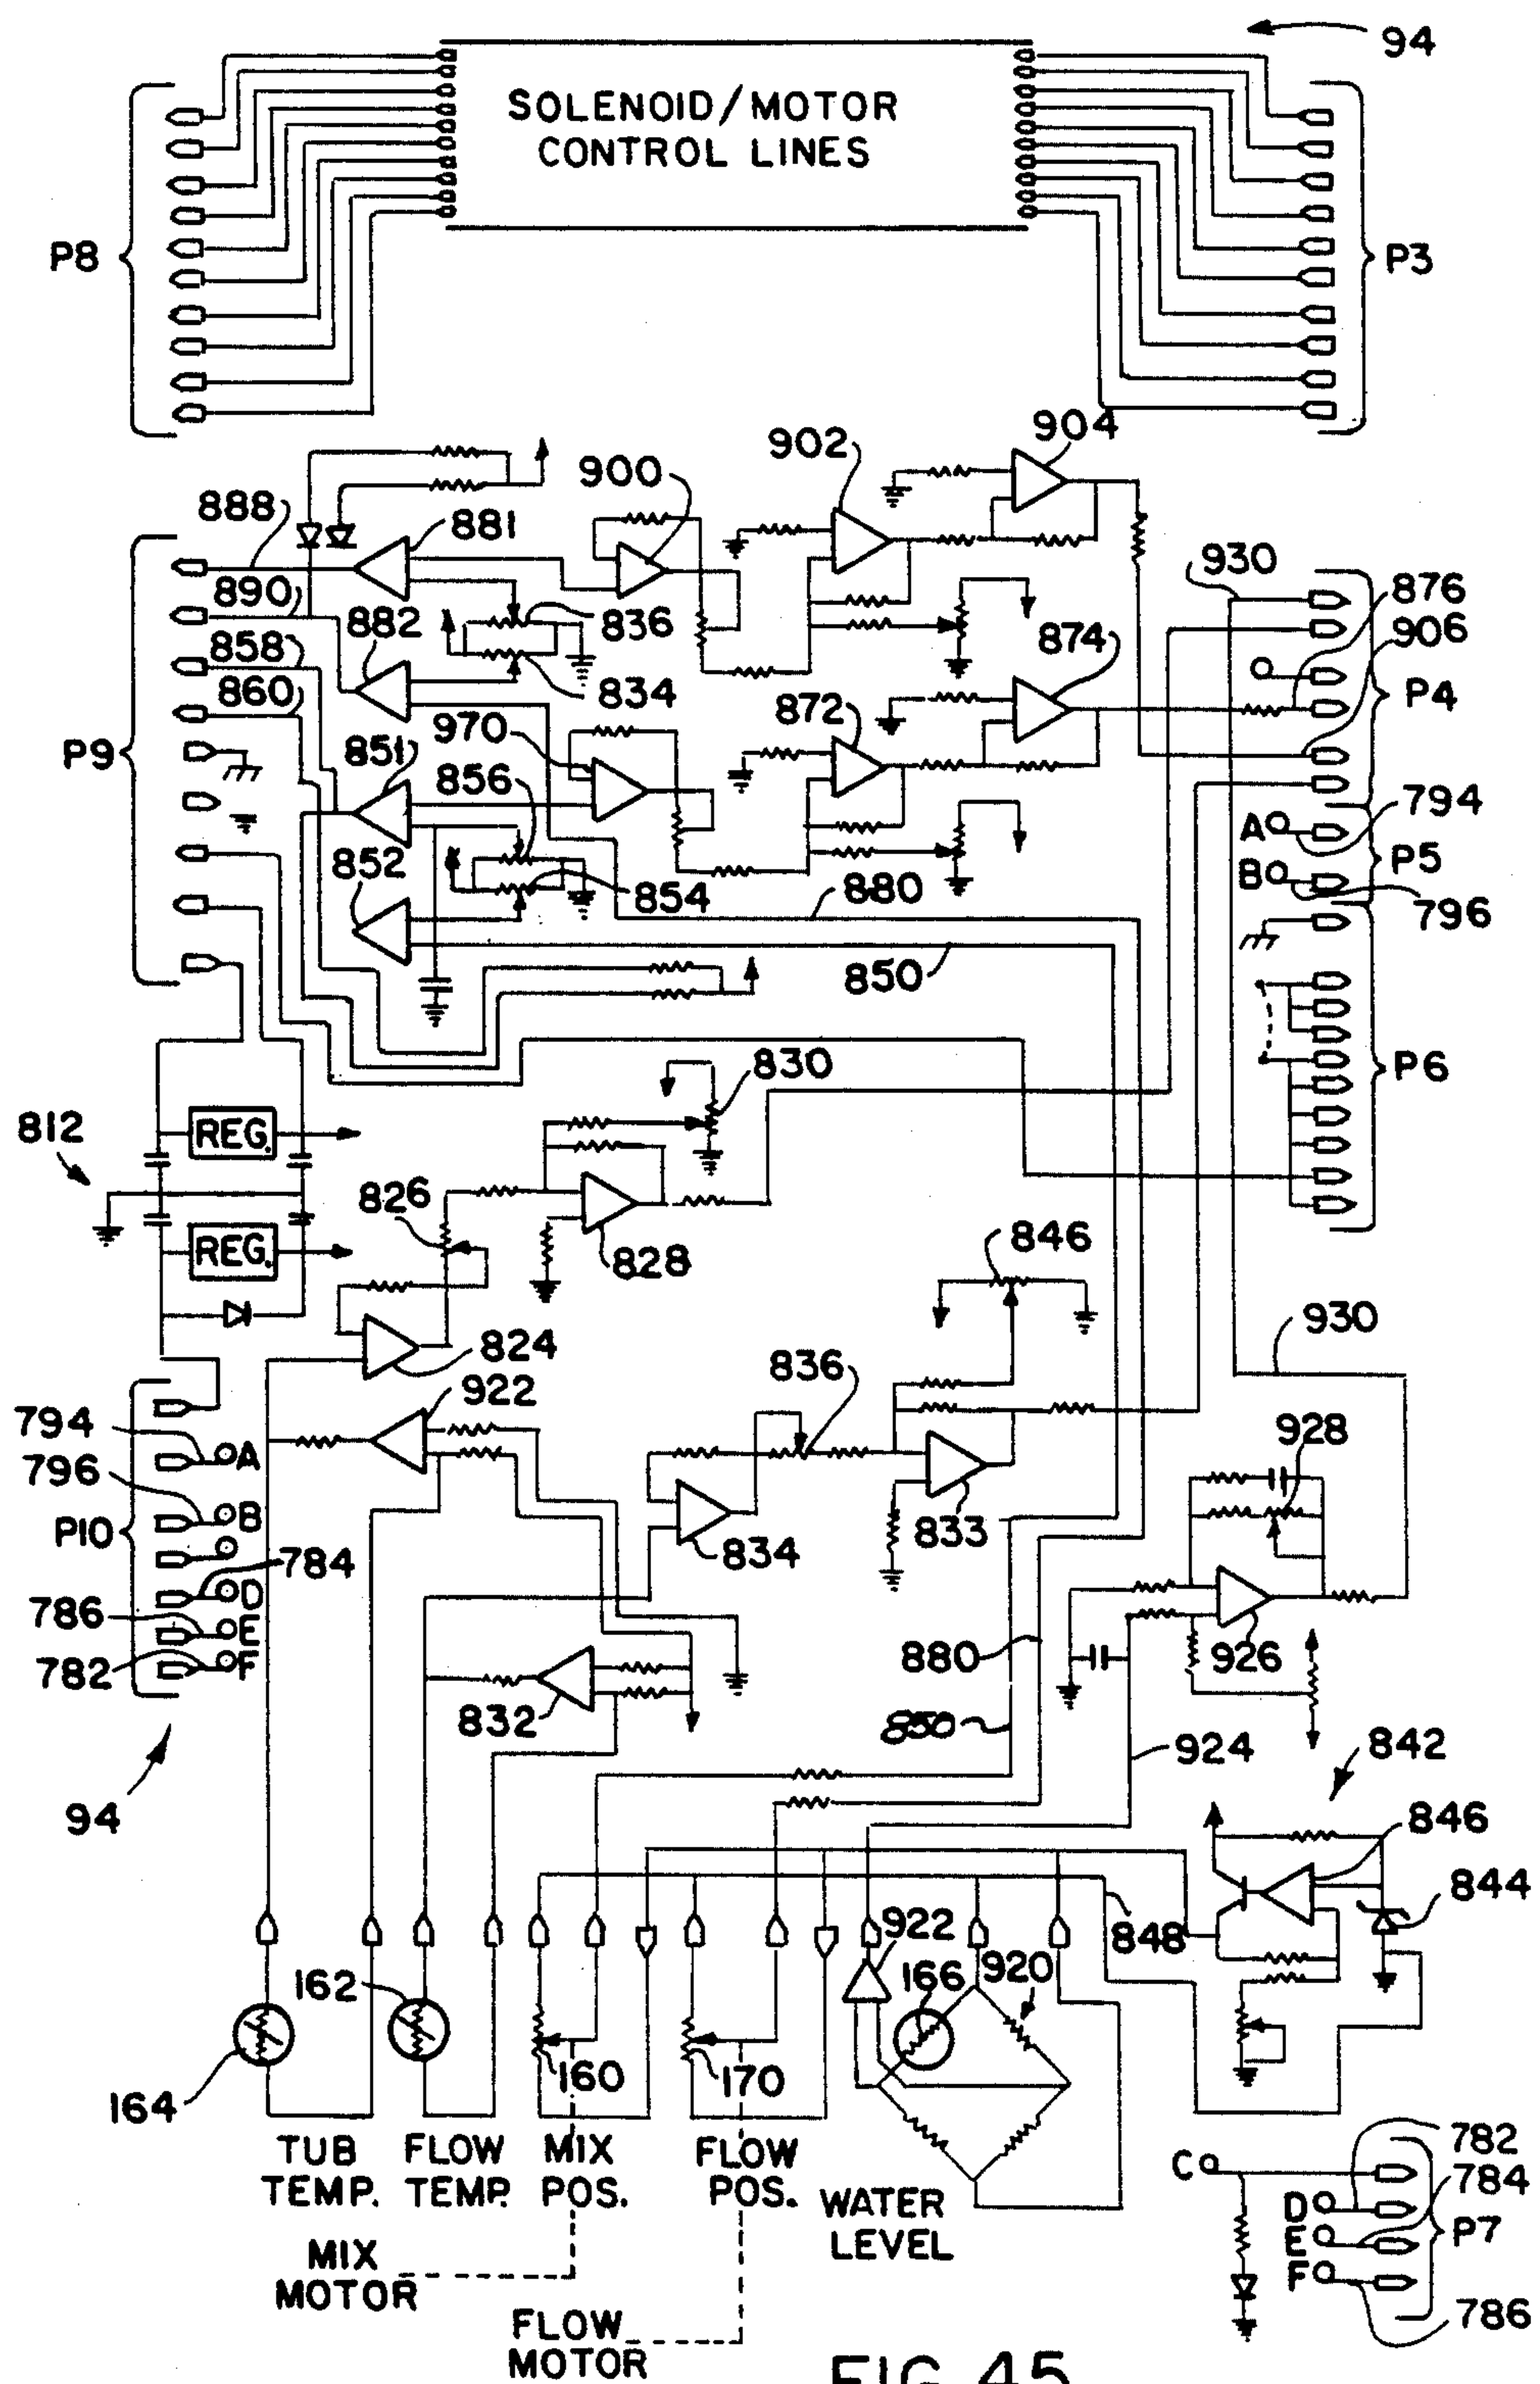 94
SOLENOID/MOTOR
CONTROL LINES
P8
P3
904
902
900
888
881
930
876
890
882
836
874
906
858
834
P4
860
872
970
P9
851
856
794
A
P5
852
B
854
880
796
850
P6
830
812
REG.
826
REG.
828
846
930
824
836
922
794
A
928
796
B
P10
833
834
784
D
786
E
880
926
782
F
832
850
924
842
94
846
844
922
848
162
166
920
160
170
164
TUB
TEMP.
FLOW
TEMP.
MIX
POS.
FLOW
POS.
WATER
LEVEL
782
C
784
D
E
P7
F
MIX
MOTOR
786
FLOW
MOTOR
FIG. 45